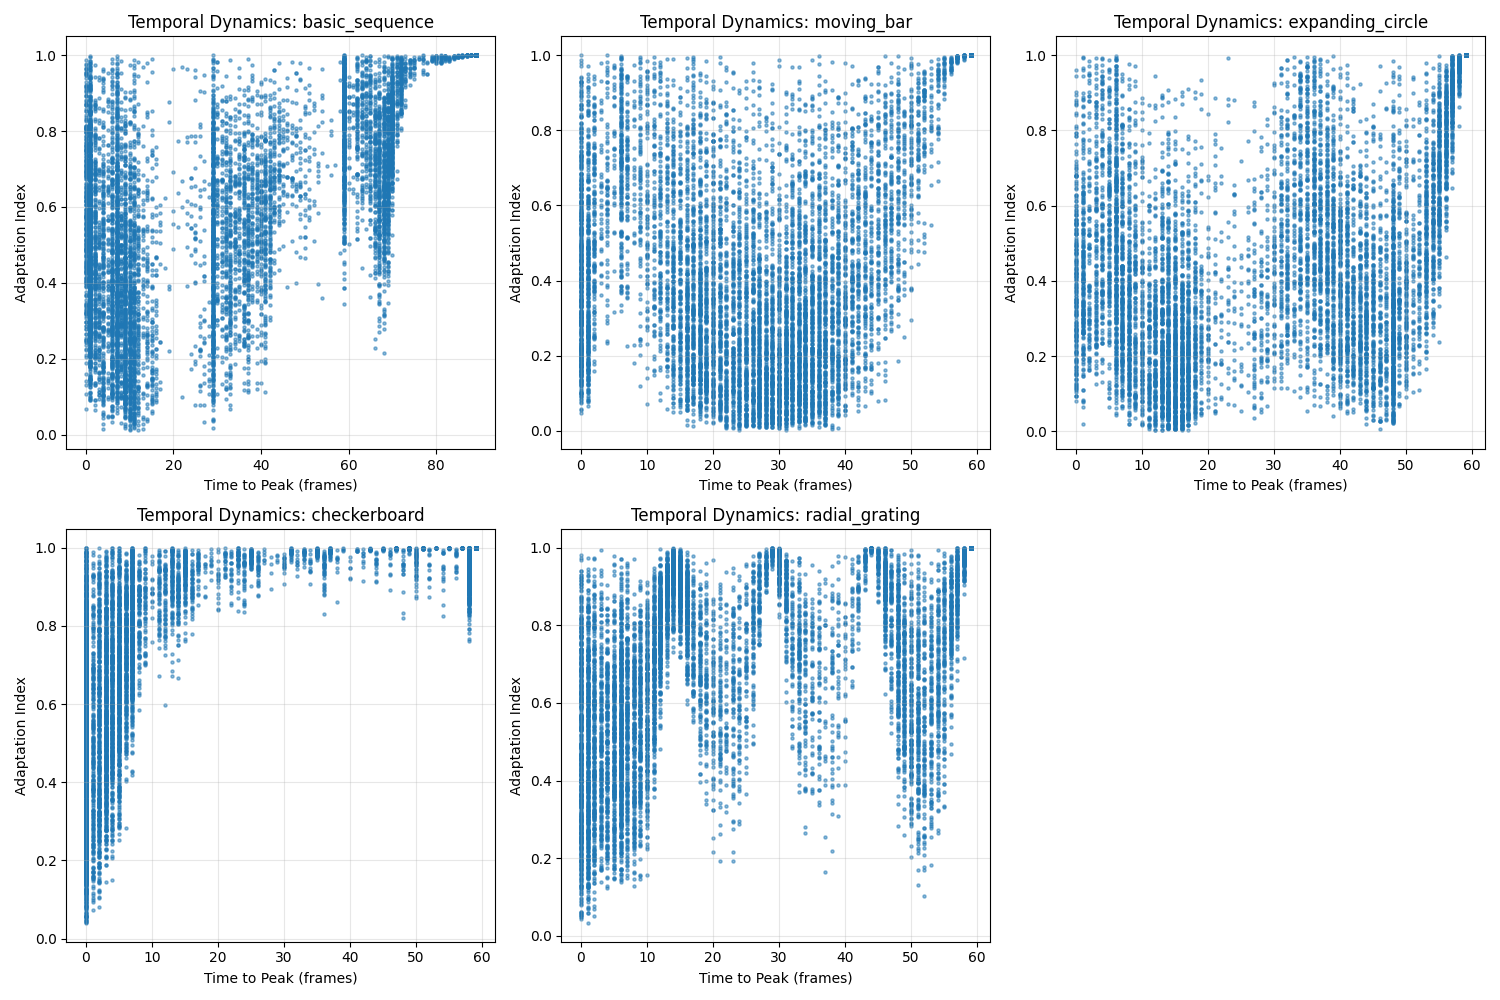 Temporal Dynamics: basic_sequence
1.0
0.8
0.6
0.4
0.2
0.0
Adaptation Index
0 20 40 60 80
Time to Peak (frames)
Temporal Dynamics: moving_bar
1.0
0.8
0.6
0.4
0.2
0.0
Adaptation Index
0 10 20 30 40 50 60
Time to Peak (frames)
Temporal Dynamics: expanding_circle
1.0
0.8
0.6
0.4
0.2
0.0
Adaptation Index
0 10 20 30 40 50 60
Time to Peak (frames)
Temporal Dynamics: checkerboard
1.0
0.8
0.6
0.4
0.2
0.0
Adaptation Index
0 10 20 30 40 50 60
Time to Peak (frames)
Temporal Dynamics: radial_grating
1.0
0.8
0.6
0.4
0.2
0.0
Adaptation Index
0 10 20 30 40 50 60
Time to Peak (frames)